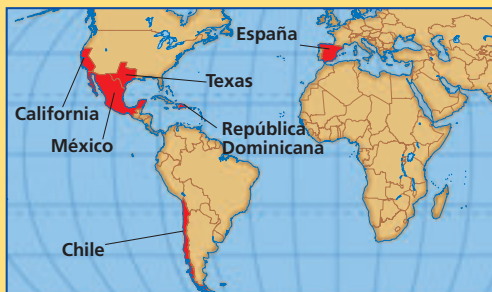 España
Texas
California
República
Dominicana
México
Chile